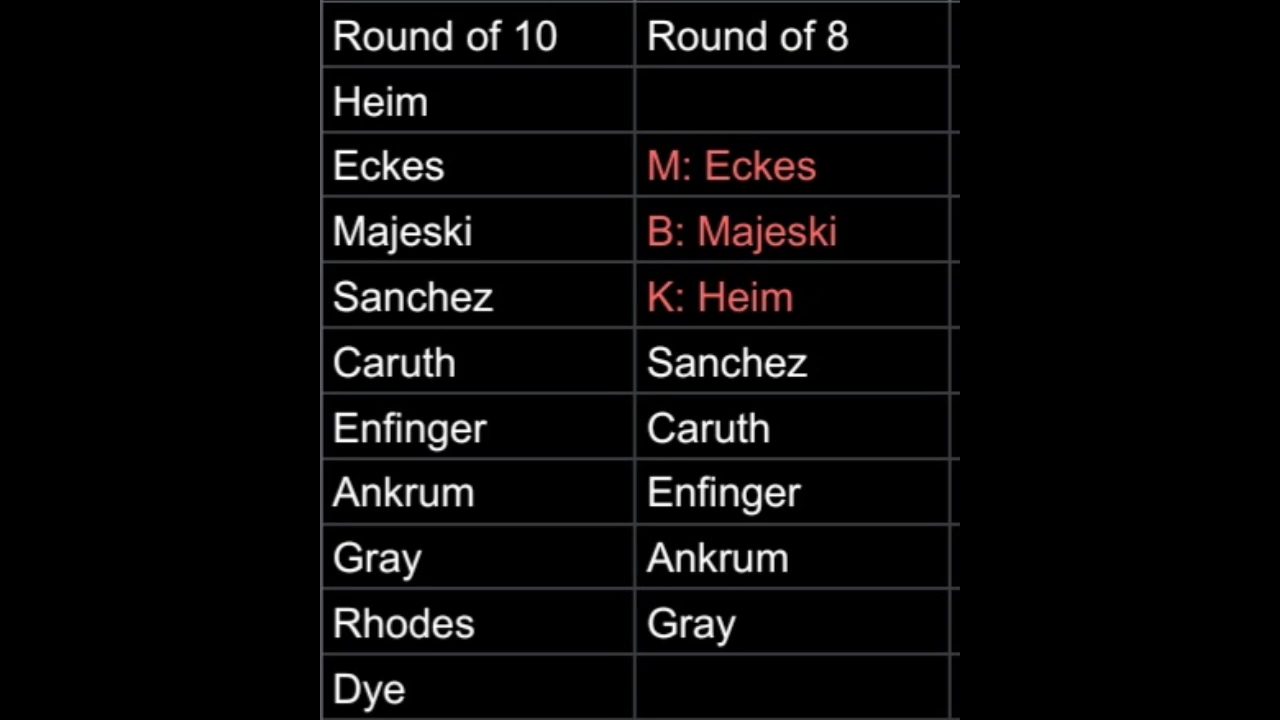 Round of 10 Round of 8
Heim
Eckes M: Eckes
Majeski B: Majeski
Sanchez K: Heim
Caruth Sanchez
Enfinger Caruth
Ankrum Enfinger
Gray Ankrum
Rhodes Gray
Dye